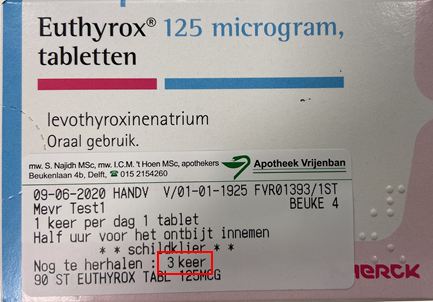 Euthyrox® 125 microgram,
tabletten
levothyroxinenatrium
Oraal gebruik.
mw. S. Najidh MSc, mw. I.C.M. 't Hoen MSc, apothekers
Beukenlaan 4b, Delft, ☎ 015 2154260
Apotheek Vrijenban
09-06-2020 HANDV V/01-01-1925 FVR01393/1ST
Mevr Test1 BEUKE 4
1 keer per dag 1 tablet
Half uur voor het ontbijt innemen
* * schildklier * *
Nog te herhalen : 3 keer
90 ST EUTHYROX TABL 125MCG
MERCK